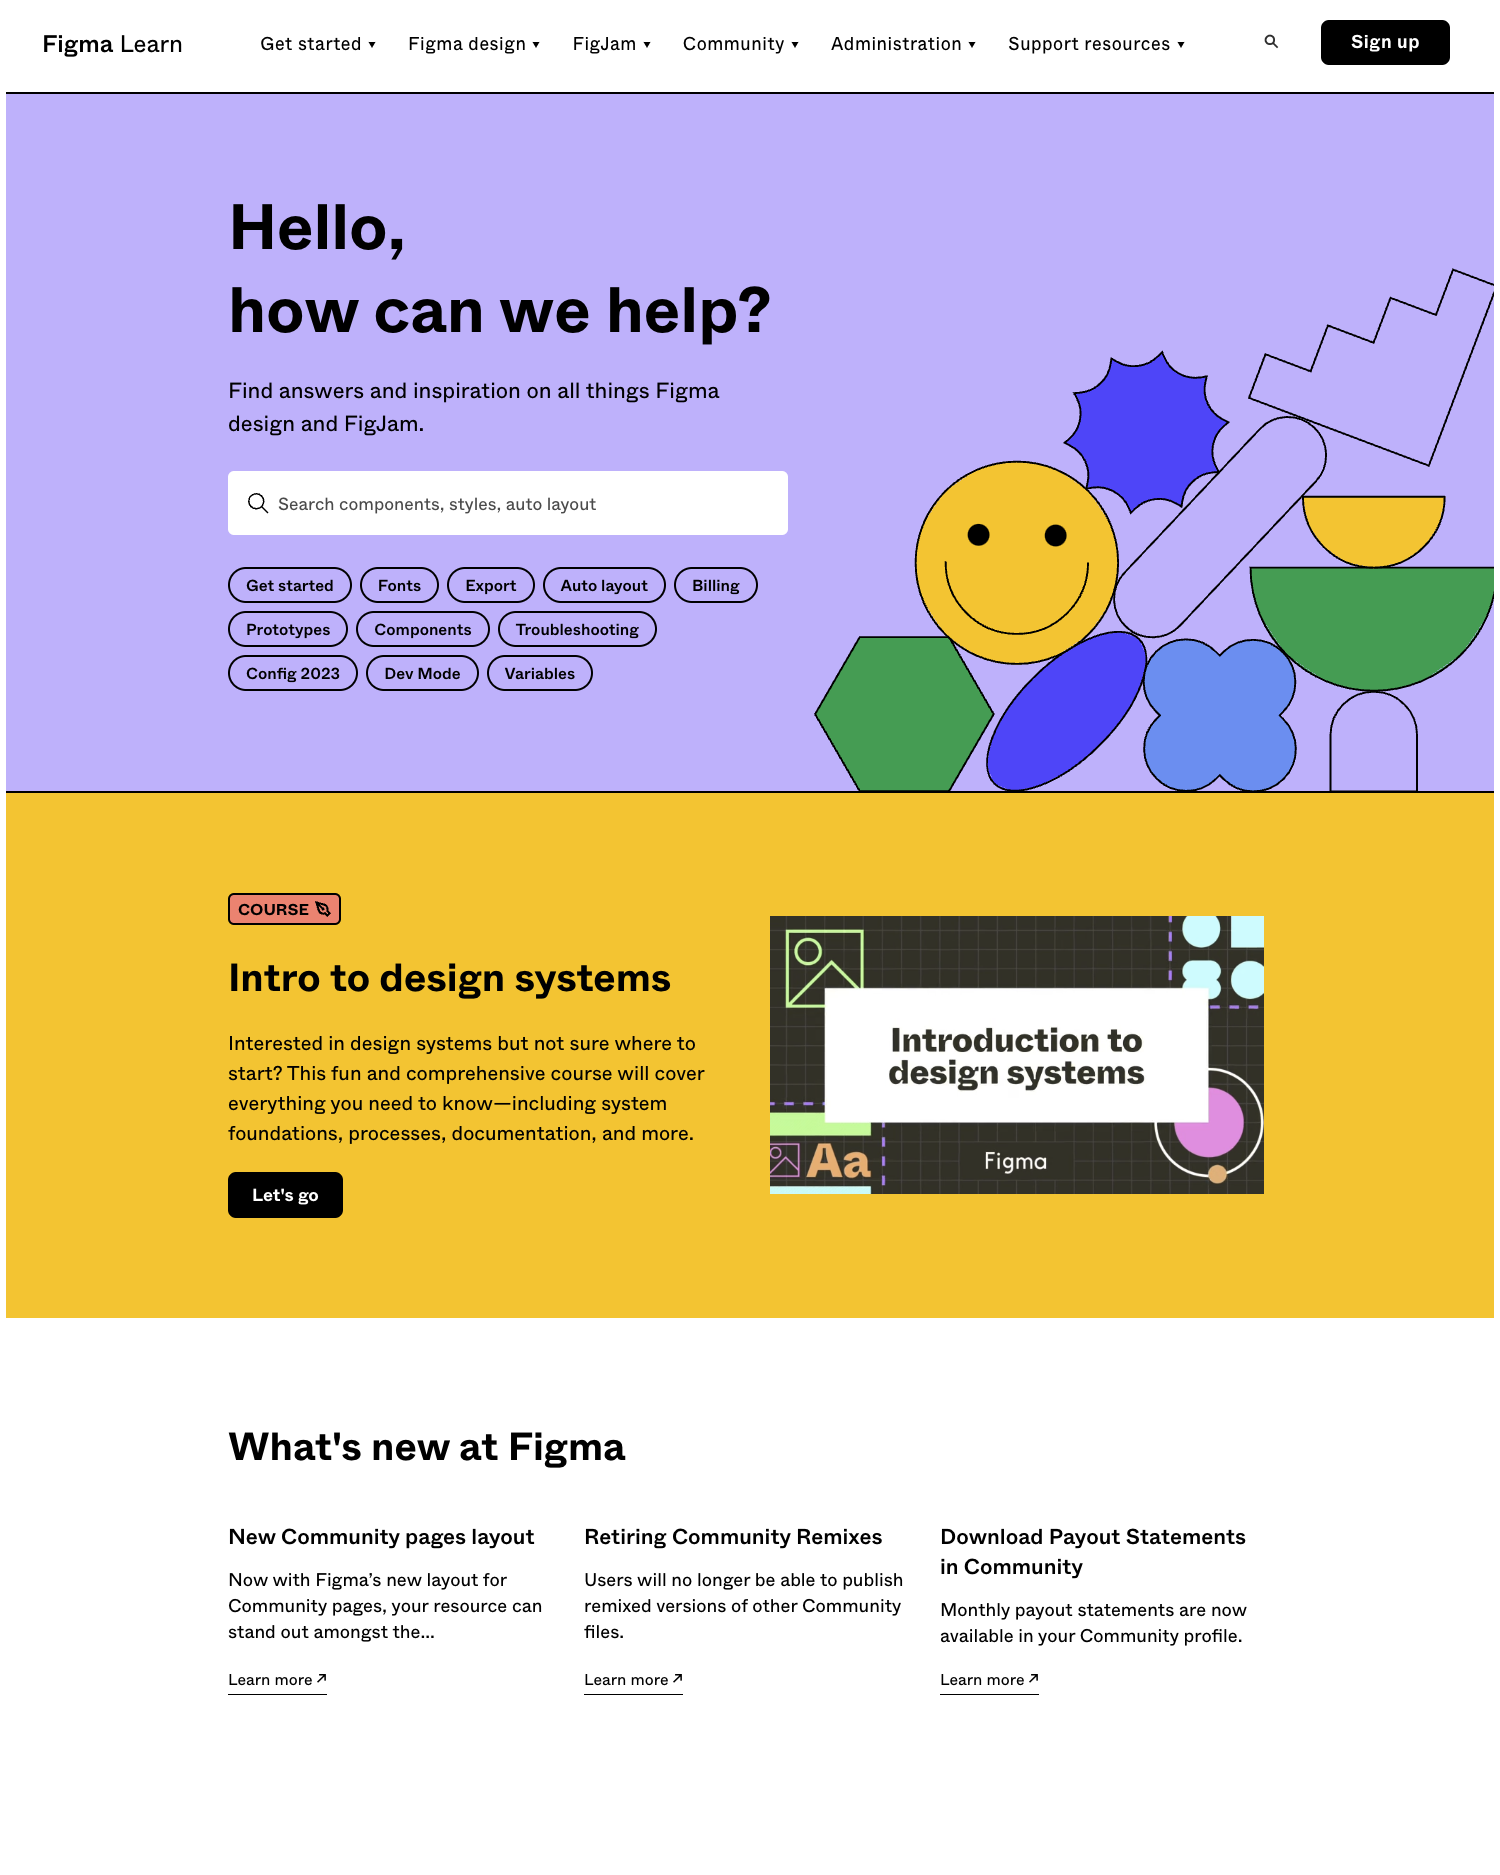 Figma Learn
Get started ▼ Figma design ▼ FigJam ▼ Community ▼ Administration ▼ Support resources ▼
Sign up
Hello,
how can we help?
Find answers and inspiration on all things Figma
design and FigJam.
Search components, styles, auto layout
Get started Fonts Export Auto layout Billing
Prototypes Components Troubleshooting
Config 2023 Dev Mode Variables
COURSE
Intro to design systems
Interested in design systems but not sure where to
start? This fun and comprehensive course will cover
everything you need to know—including system
foundations, processes, documentation, and more.
Let's go
Introduction to
design systems
Aa
Figma
What's new at Figma
New Community pages layout
Now with Figma’s new layout for
Community pages, your resource can
stand out amongst the...
Learn more ↗
Retiring Community Remixes
Users will no longer be able to publish
remixed versions of other Community
files.
Learn more ↗
Download Payout Statements
in Community
Monthly payout statements are now
available in your Community profile.
Learn more ↗